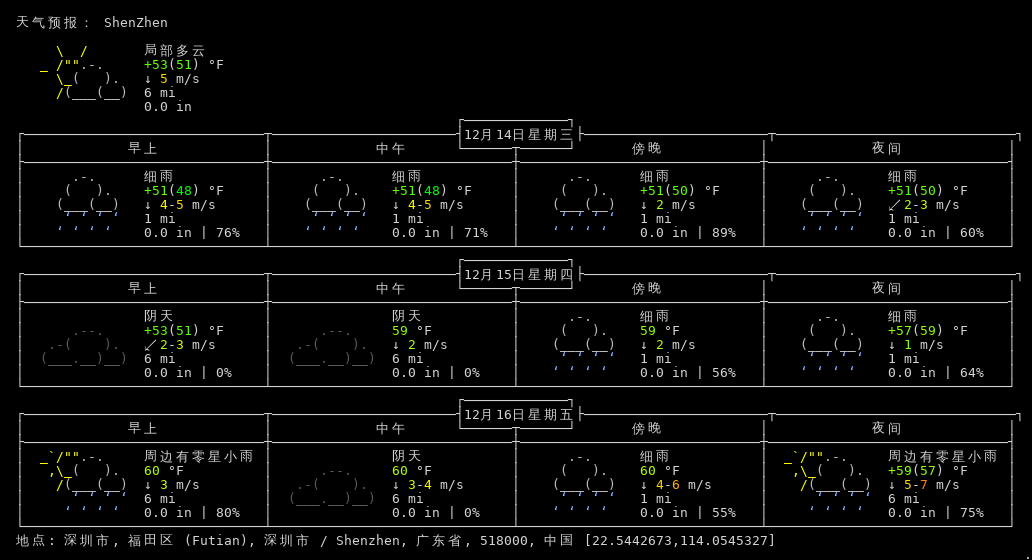 天气预报： ShenZhen
局部多云
+53(51) °F
↓ 5 m/s
6 mi
0.0 in
12月14日星期三
早上 中午 傍晚 夜间
细雨 细雨 细雨 细雨
+51(48) °F +51(48) °F +51(50) °F +51(50) °F
↓ 4-5 m/s ↓ 4-5 m/s ↓ 2 m/s ↙ 2-3 m/s
1 mi 1 mi 1 mi 1 mi
0.0 in | 76% 0.0 in | 71% 0.0 in | 89% 0.0 in | 60%
12月15日星期四
早上 中午 傍晚 夜间
阴天 阴天 细雨 细雨
+53(51) °F 59 °F 59 °F +57(59) °F
↙ 2-3 m/s ↓ 2 m/s ↓ 2 m/s ↓ 1 m/s
6 mi 6 mi 1 mi 1 mi
0.0 in | 0% 0.0 in | 0% 0.0 in | 56% 0.0 in | 64%
12月16日星期五
早上 中午 傍晚 夜间
周边有零星小雨 阴天 细雨 周边有零星小雨
60 °F 60 °F 60 °F +59(57) °F
↓ 3 m/s ↓ 3-4 m/s ↓ 4-6 m/s ↓ 5-7 m/s
6 mi 6 mi 1 mi 6 mi
0.0 in | 80% 0.0 in | 0% 0.0 in | 55% 0.0 in | 75%
地点: 深圳市, 福田区 (Futian), 深圳市 / Shenzhen, 广东省, 518000, 中国 [22.5442673,114.0545327]